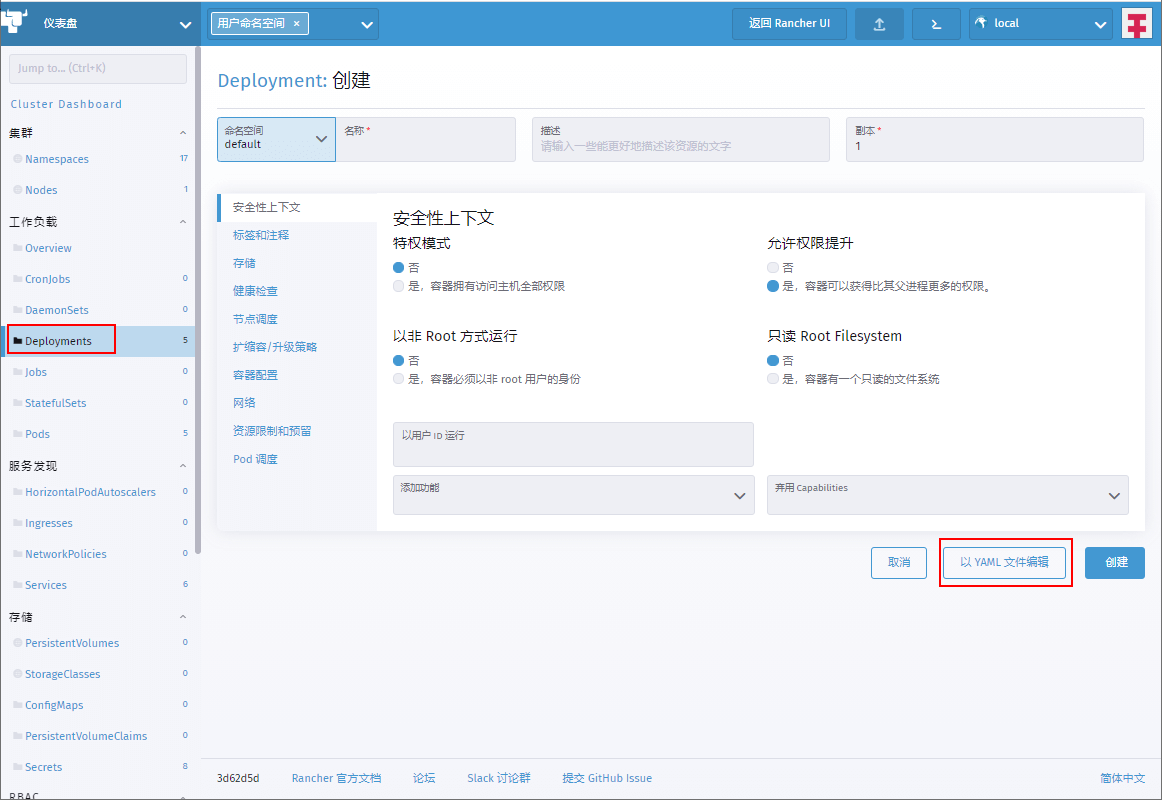 仪表盘
用户命名空间 ×
返回 Rancher UI
local
Jump to... (Ctrl+K)
Cluster Dashboard
集群
Namespaces 17
Nodes 1
工作负载
Overview
CronJobs 0
DaemonSets 0
Deployments 5
Jobs 0
StatefulSets 0
Pods 5
服务发现
HorizontalPodAutoscalers 0
Ingresses 0
NetworkPolicies 0
Services 6
存储
PersistentVolumes 0
StorageClasses 0
ConfigMaps 0
PersistentVolumeClaims 0
Secrets 8
RBAC
Deployment: 创建
命名空间
default
名称 *
描述
请输入一些能更好地描述该资源的文字
副本 *
1
安全性上下文
标签和注释
存储
健康检查
节点调度
扩缩容/升级策略
容器配置
网络
资源限制和预留
Pod 调度
安全性上下文
特权模式
否
是，容器拥有访问主机全部权限
允许权限提升
否
是，容器可以获得比其父进程更多的权限。
以非 Root 方式运行
否
是，容器必须以非 root 用户的身份
只读 Root Filesystem
否
是，容器有一个只读的文件系统
以用户 ID 运行
添加功能
弃用 Capabilities
取消
以 YAML 文件编辑
创建
3d62d5d
Rancher 官方文档
论坛
Slack 讨论群
提交 GitHub Issue
简体中文